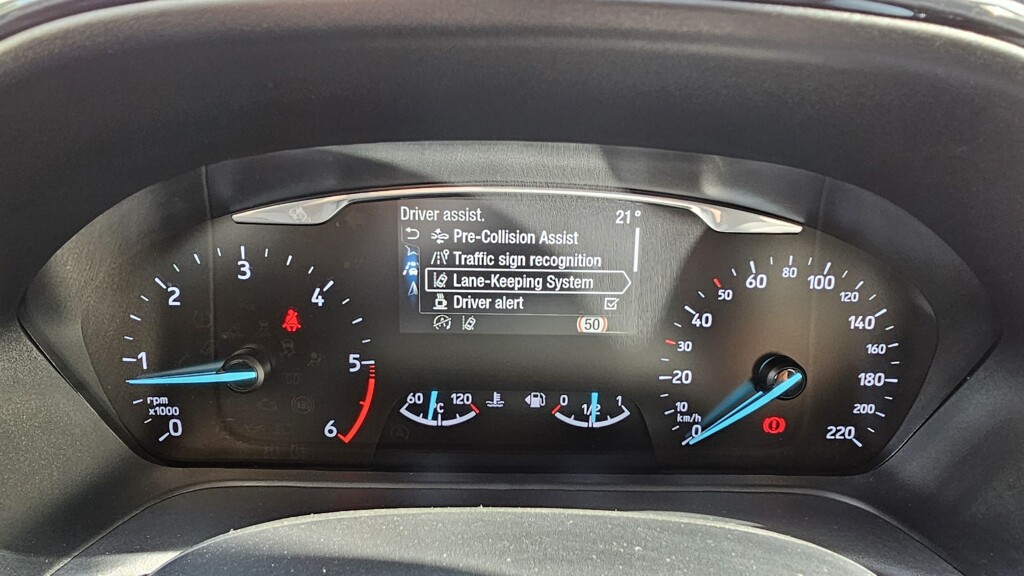 Driver assist. 21°
Pre-Collision Assist
Traffic sign recognition
Lane-Keeping System
Driver alert
50
0
1
2
3
4
5
6
rpm
x1000
60 °C 120
0 1/2 1
0
10
20
30
40
50
60
80
100
120
140
160
180
200
220
km/h